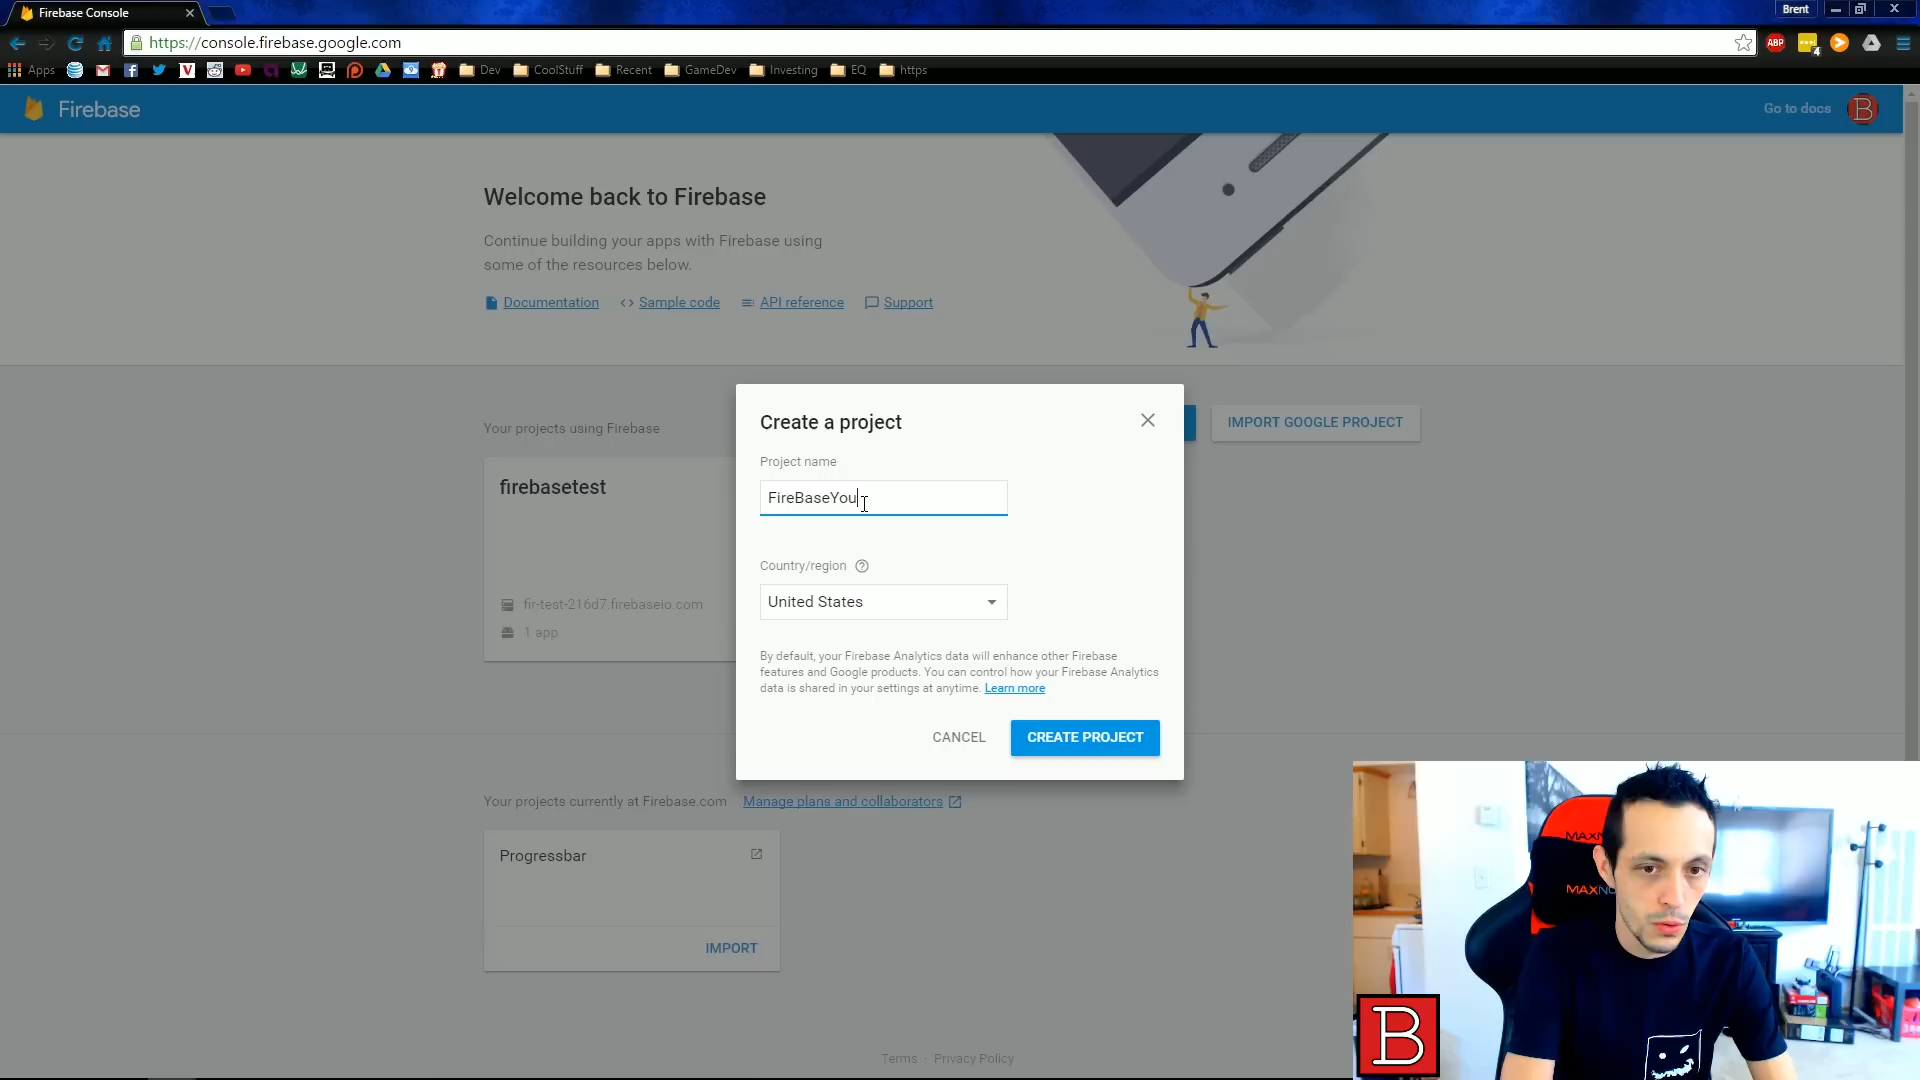 Firebase Console
Brent
https://console.firebase.google.com
ABP
4
Apps
Dev
CoolStuff
Recent
GameDev
Investing
EQ
https
Firebase
Go to docs
B
Welcome back to Firebase
Continue building your apps with Firebase using
some of the resources below.
Documentation
Sample code
API reference
Support
Your projects using Firebase
IMPORT GOOGLE PROJECT
firebasetest
fir-test-216d7.firebaseio.com
1 app
Create a project
Project name
FireBaseYou
Country/region
United States
By default, your Firebase Analytics data will enhance other Firebase
features and Google products. You can control how your Firebase Analytics
data is shared in your settings at anytime. Learn more
CANCEL
CREATE PROJECT
Your projects currently at Firebase.com
Manage plans and collaborators
Progressbar
IMPORT
Terms - Privacy Policy
B